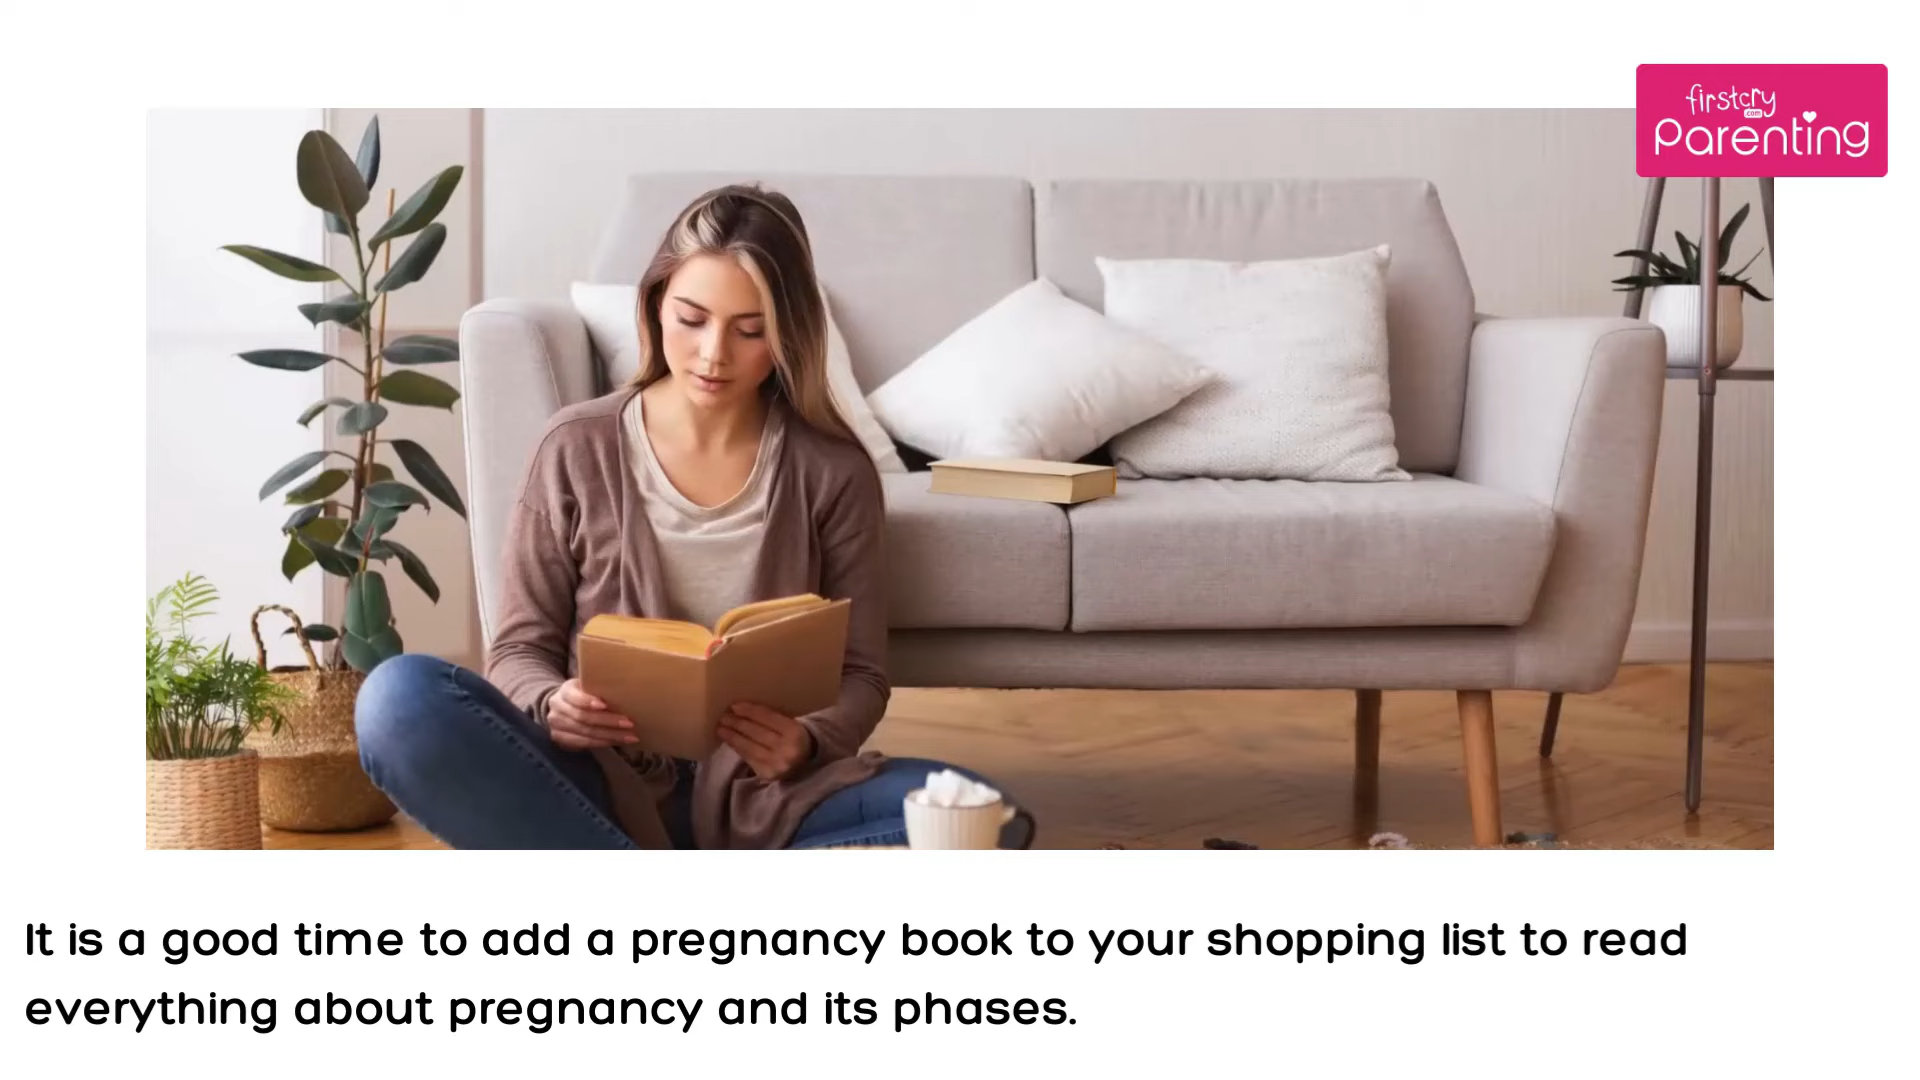 firstcry
.com
Parenting
It is a good time to add a pregnancy book to your shopping list to read
everything about pregnancy and its phases.